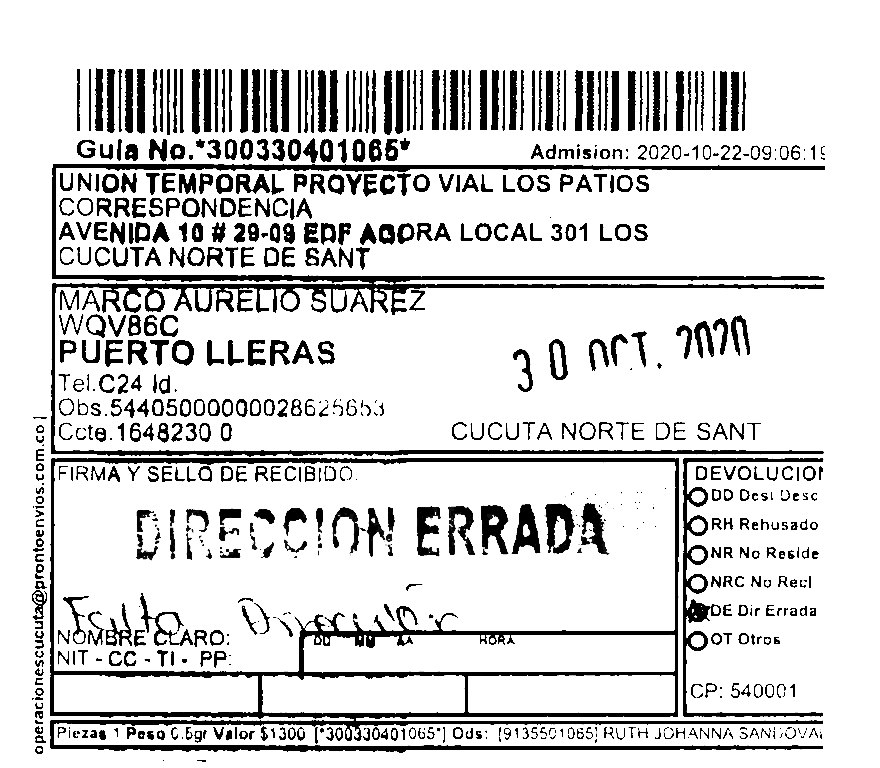 Guia No.*300330401065*
Admision: 2020-10-22-09:06:19
UNION TEMPORAL PROYECTO VIAL LOS PATIOS
CORRESPONDENCIA
AVENIDA 10 # 29-09 EDF AGORA LOCAL 301 LOS
CUCUTA NORTE DE SANT
MARCO AURELIO SUAREZ
WQV86C
PUERTO LLERAS
30 OCT. 2020
Tel.C24 Id.
Obs.54405000000028625653
Ccte.1648230 0
CUCUTA NORTE DE SANT
operacionescucuta@prontoenvios.com.co]
FIRMA Y SELLO DE RECIBIDO
DIRECCION ERRADA
Falta Dirección
NOMBRE CLARO:
NIT - CC - TI - PP:
DD MM AA HORA
DEVOLUCION
DD Dest Desc
RH Rehusado
NR No Reside
NRC No Recl
DE Dir Errada
OT Otros
CP: 540001
Piezas 1 Peso 0.5gr Valor $1300 [*300330401065*] Ods: [9135501065] RUTH JOHANNA SANDOVAL